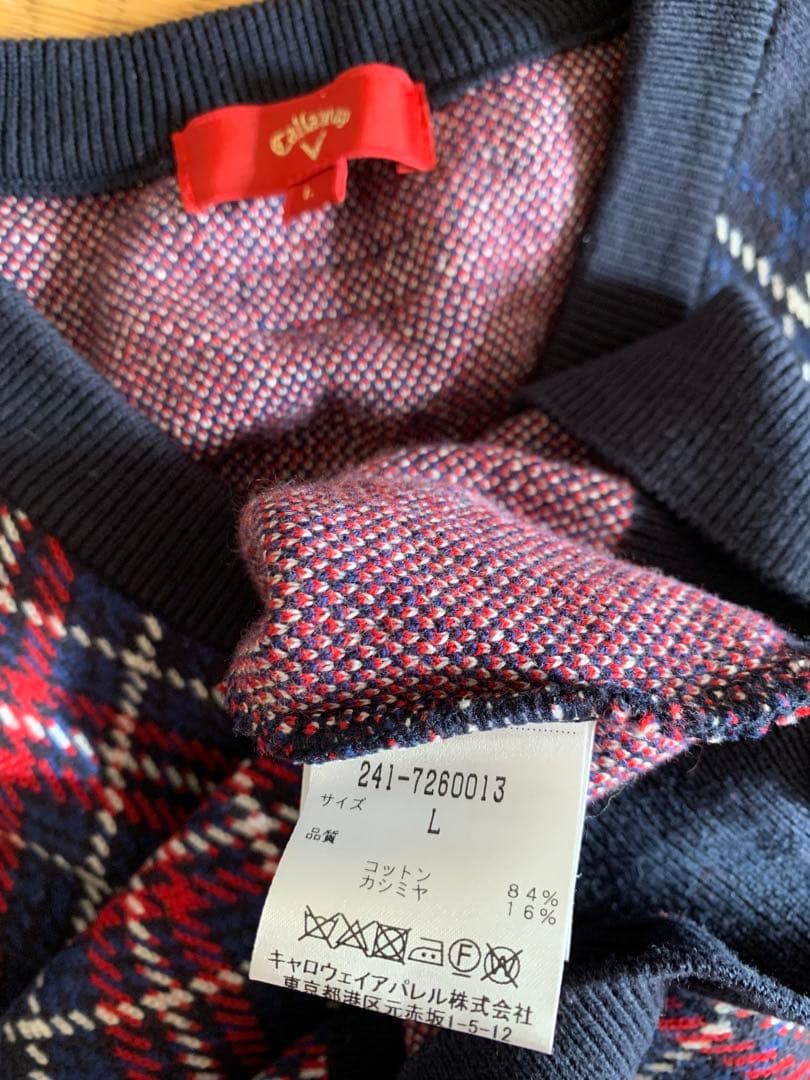 Callaway
L
241-7260013
サイズ
L
品質
コットン 84%
カシミヤ 16%
F W
キャロウェイアパレル株式会社
東京都港区元赤坂1-5-12